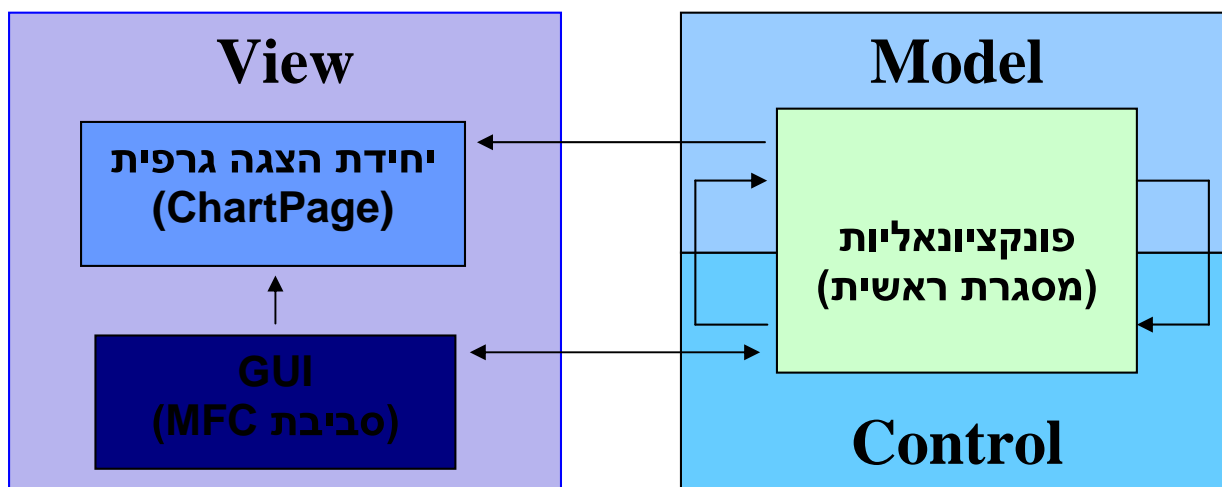 View
יחידת הצגה גרפית
(ChartPage)
GUI
(סביבת MFC)
Model
פונקציונאליות
(מסגרת ראשית)
Control